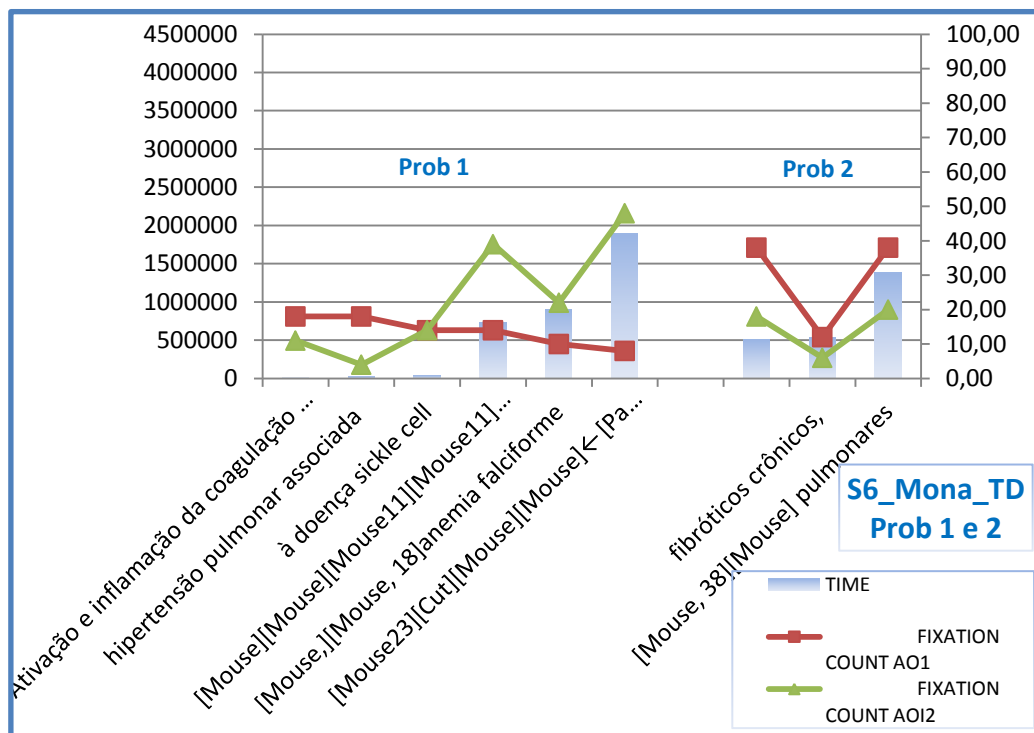 4500000
4000000
3500000
3000000
2500000
2000000
1500000
1000000
500000
0
100,00
90,00
80,00
70,00
60,00
50,00
40,00
30,00
20,00
10,00
0,00
Prob 1
Prob 2
Ativação e inflamação da coagulação ...
hipertensão pulmonar associada
à doença sickle cell
[Mouse][Mouse][Mouse11][Mouse11]...
[Mouse,][Mouse, 18]anemia falciforme
[Mouse23][Cut][Mouse][Mouse]←[Pa...
fibróticos crônicos,
[Mouse, 38][Mouse] pulmonares
S6_Mona_TD
Prob 1 e 2
TIME
FIXATION
COUNT AO1
FIXATION
COUNT AOI2